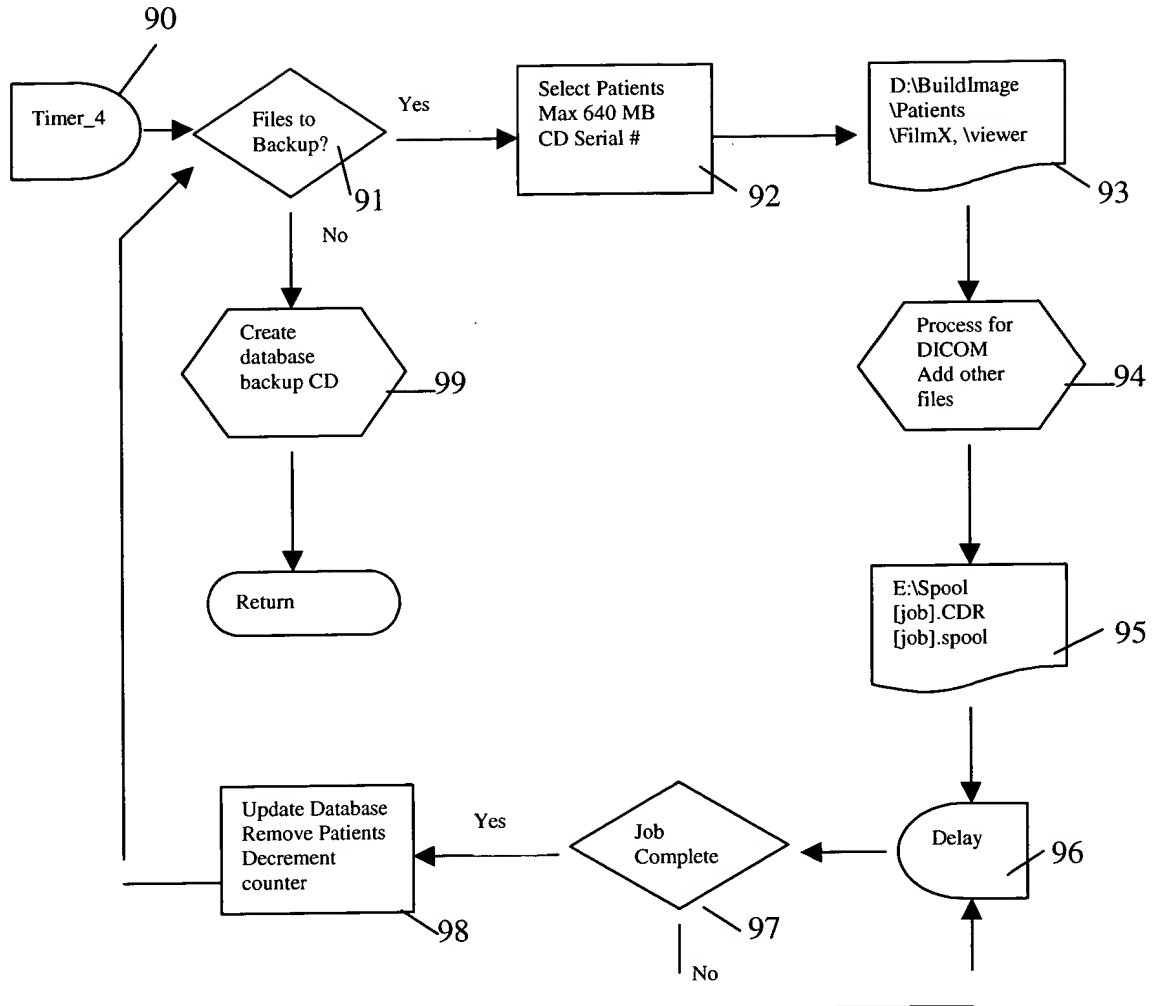 90
Timer_4
Files to
Backup?
91
Yes
No
Select Patients
Max 640 MB
CD Serial #
92
D:\BuildImage
\Patients
\FilmX, \viewer
93
Create
database
backup CD
99
Process for
DICOM
Add other
files
94
Return
E:\Spool
[job].CDR
[job].spool
95
Update Database
Remove Patients
Decrement
counter
98
Yes
Job
Complete
97
No
Delay
96